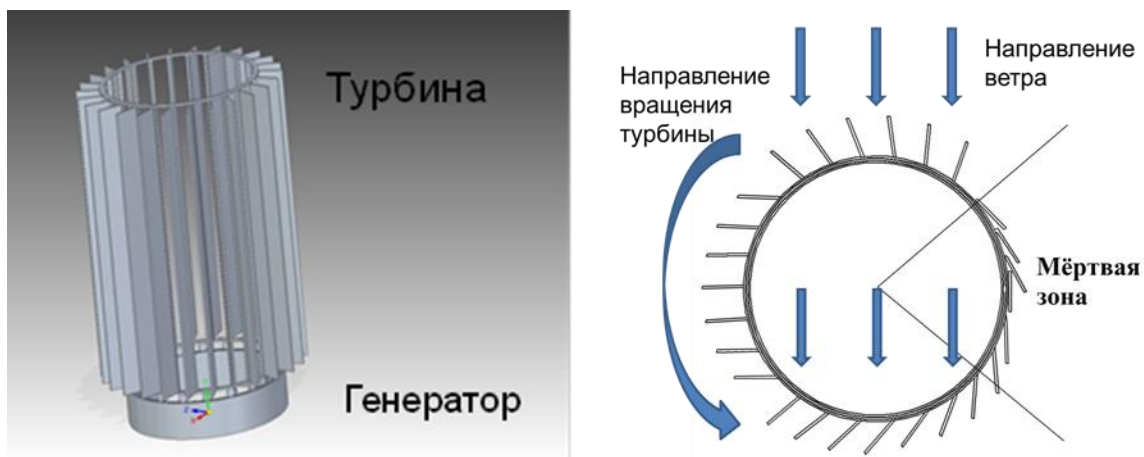 Турбина
Генератор
Направление
вращения
турбины
Направление
ветра
Мёртвая
зона